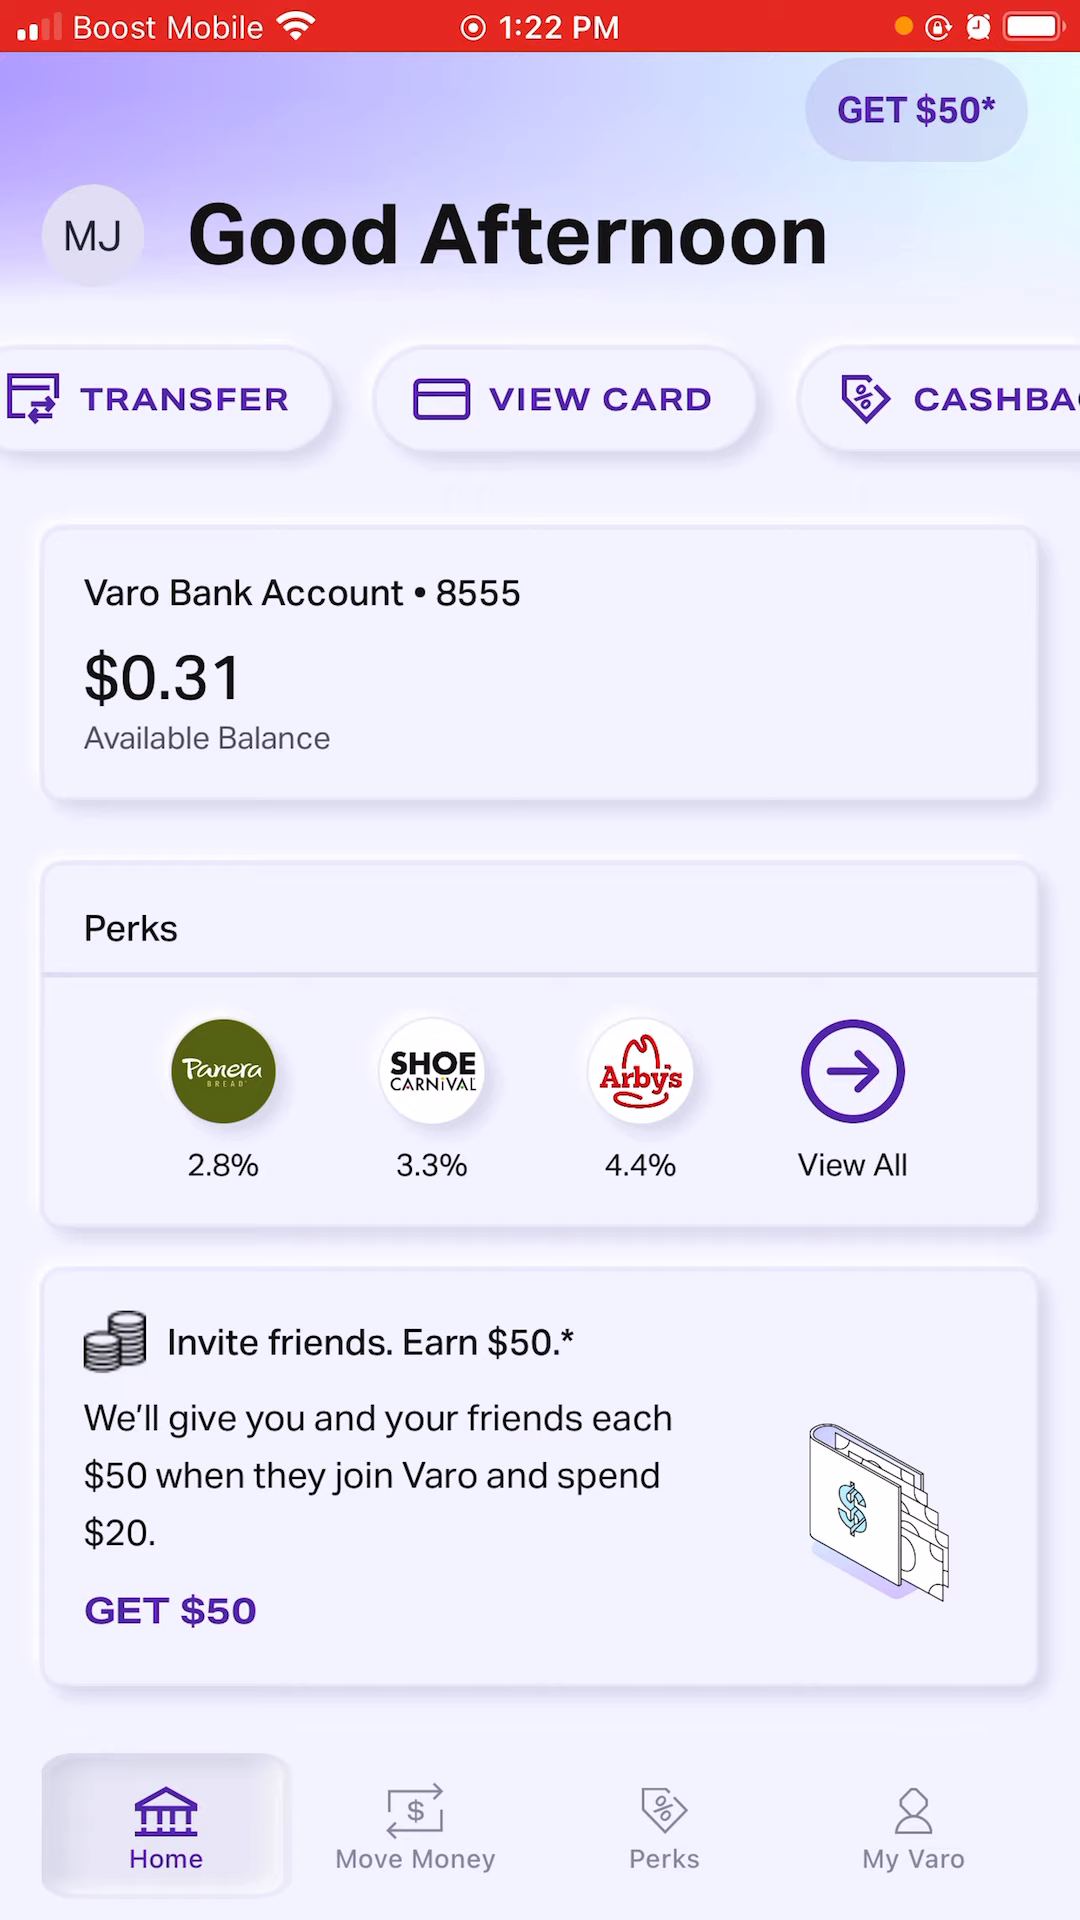 Boost Mobile 1:22 PM
GET $50*
MJ Good Afternoon
TRANSFER VIEW CARD CASHBA
Varo Bank Account • 8555
$0.31
Available Balance
Perks
Panera BREAD SHOE CARNIVAL Arby's
2.8% 3.3% 4.4% View All
Invite friends. Earn $50.*
We'll give you and your friends each
$50 when they join Varo and spend
$20.
GET $50
Home Move Money Perks My Varo